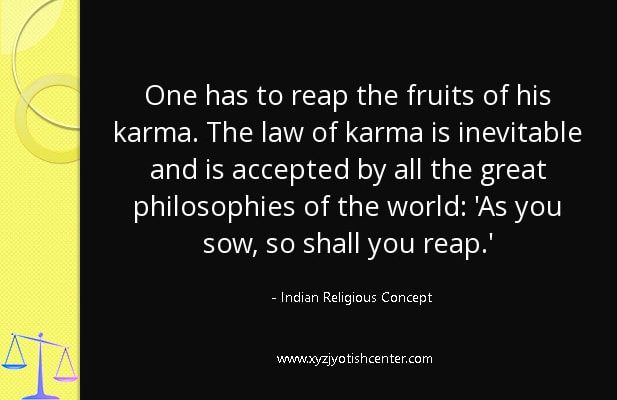 One has to reap the fruits of his
karma. The law of karma is inevitable
and is accepted by all the great
philosophies of the world: 'As you
sow, so shall you reap.'
- Indian Religious Concept
www.xyzjyotishcenter.com